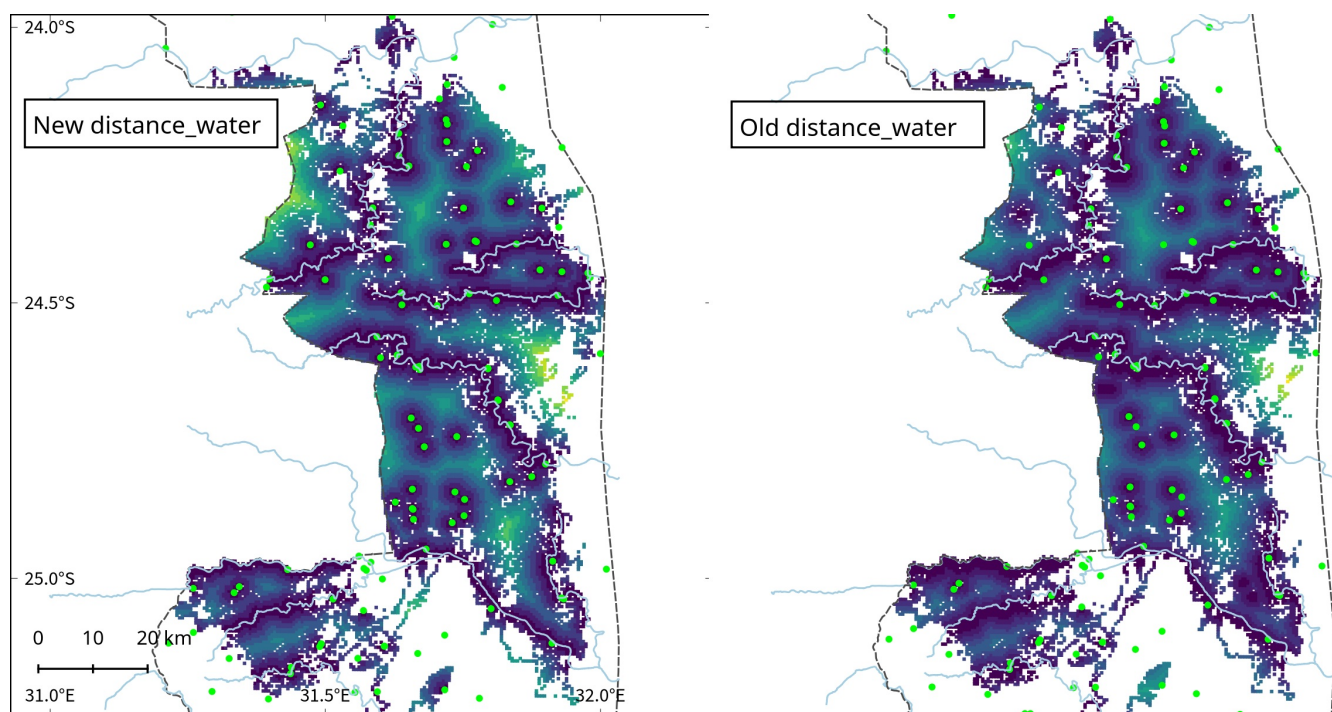 24.0°S
New distance_water
Old distance_water
24.5°S
25.0°S
0 10 20 km
31.0°E 31.5°E 32.0°E